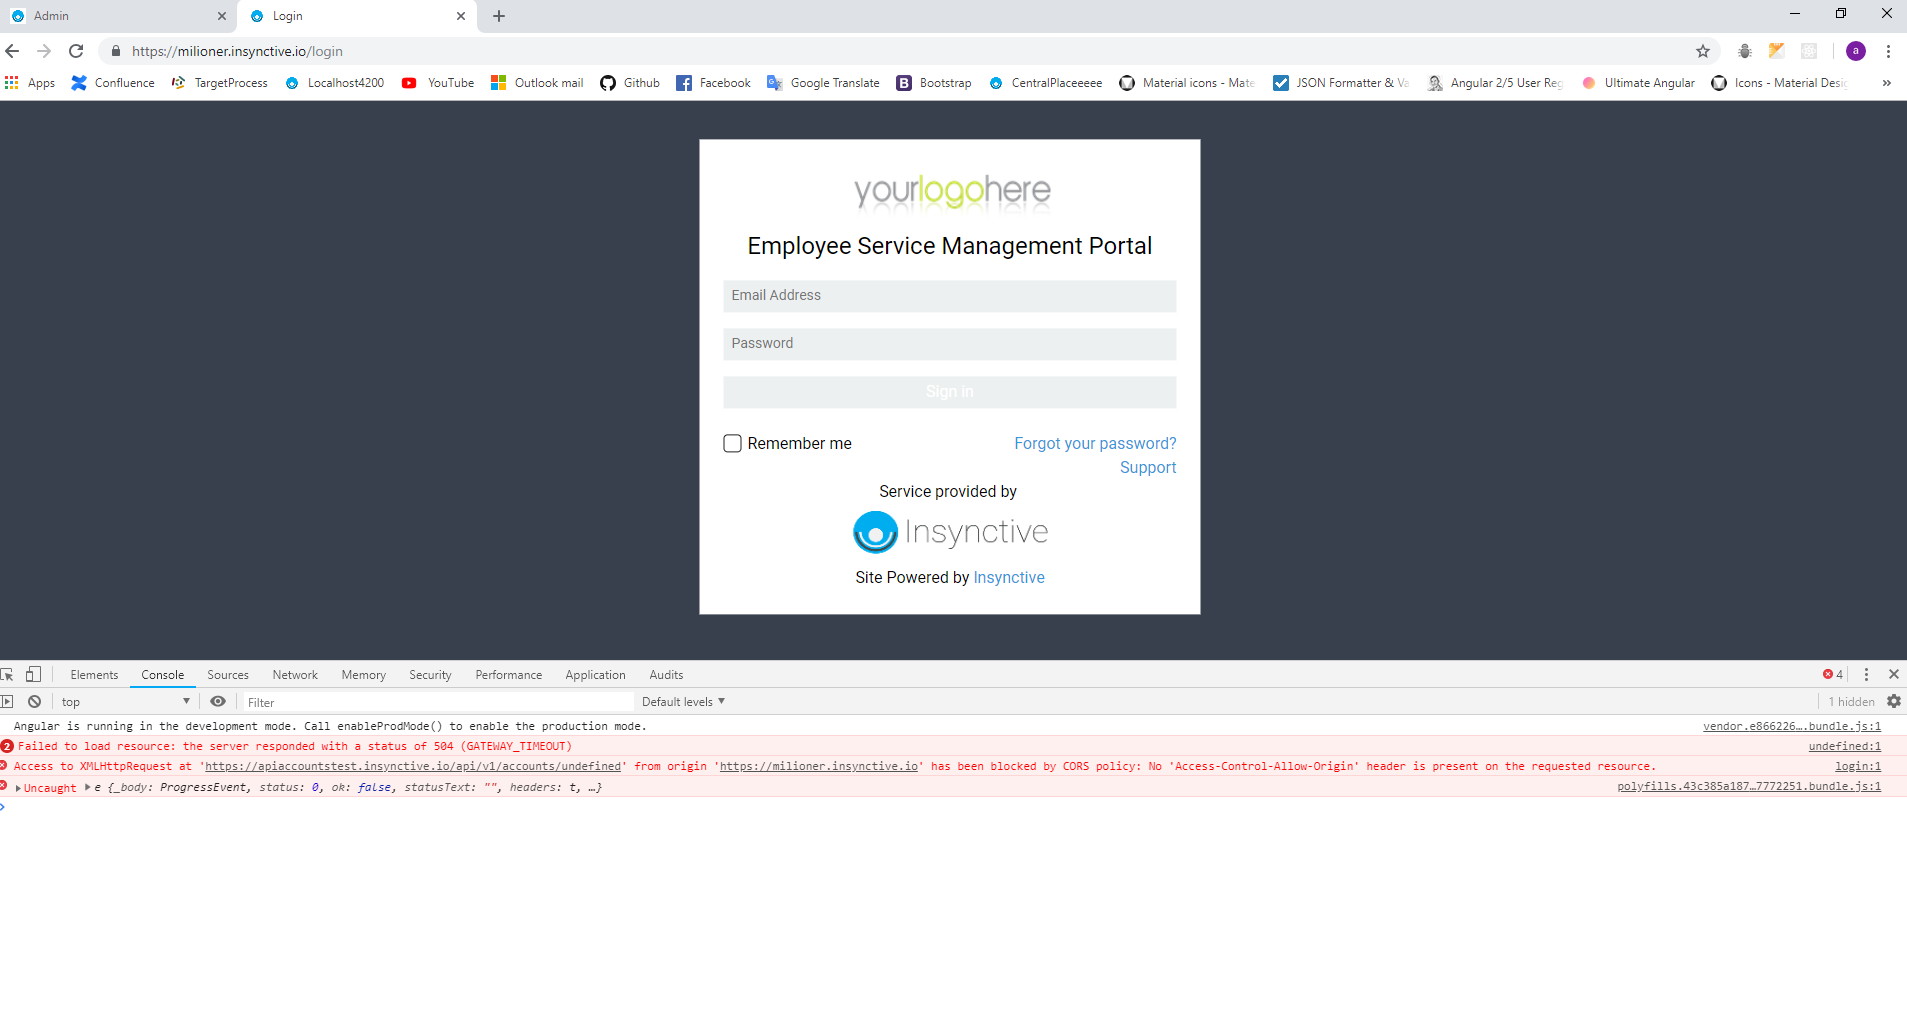 Admin
Login
https://milioner.insynctive.io/login
a
Apps Confluence TargetProcess Localhost4200 YouTube Outlook mail Github Facebook Google Translate Bootstrap CentralPlaceeeee Material icons - Mate JSON Formatter & Va Angular 2/5 User Reg Ultimate Angular Icons - Material Desig »
yourlogohere
Employee Service Management Portal
Email Address
Password
Sign in
Remember me
Forgot your password?
Support
Service provided by
Insynctive
Site Powered by Insynctive
Elements Console Sources Network Memory Security Performance Application Audits 4
top Filter Default levels 1 hidden
Angular is running in the development mode. Call enableProdMode() to enable the production mode. vendor.e866226….bundle.js:1
2 Failed to load resource: the server responded with a status of 504 (GATEWAY_TIMEOUT) undefined:1
Access to XMLHttpRequest at 'https://apiaccountstest.insynctive.io/api/v1/accounts/undefined' from origin 'https://milioner.insynctive.io' has been blocked by CORS policy: No 'Access-Control-Allow-Origin' header is present on the requested resource. login:1
Uncaught e {_body: ProgressEvent, status: 0, ok: false, statusText: "", headers: t, …} polyfills.43c385a187…7772251.bundle.js:1